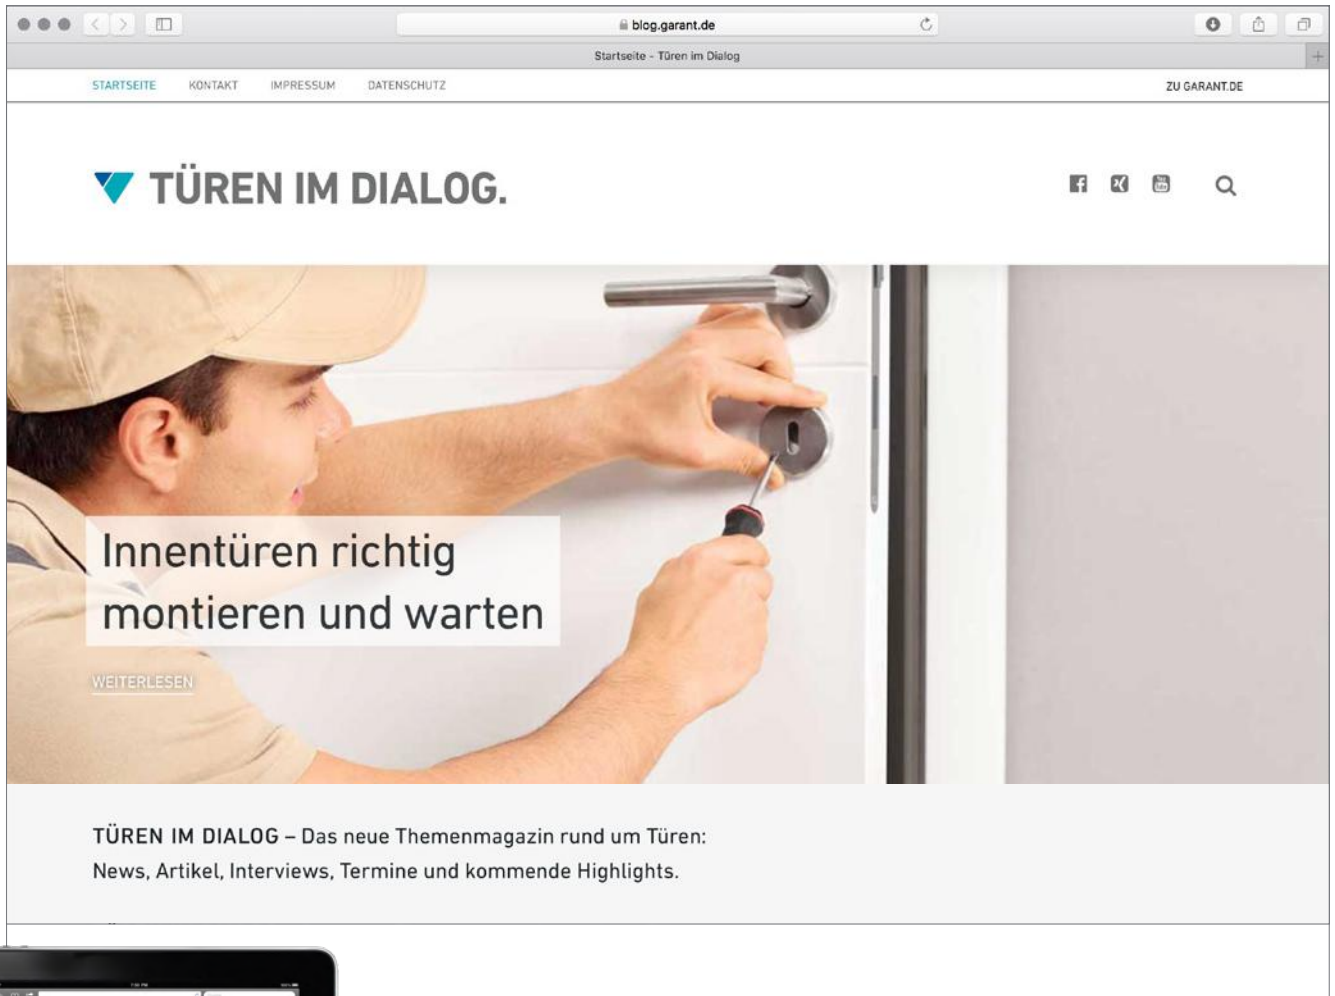 blog.garant.de
Startseite - Türen im Dialog
STARTSEITE KONTAKT IMPRESSUM DATENSCHUTZ ZU GARANT.DE
TÜREN IM DIALOG.
Innentüren richtig
montieren und warten
WEITERLESEN
TÜREN IM DIALOG – Das neue Themenmagazin rund um Türen:
News, Artikel, Interviews, Termine und kommende Highlights.